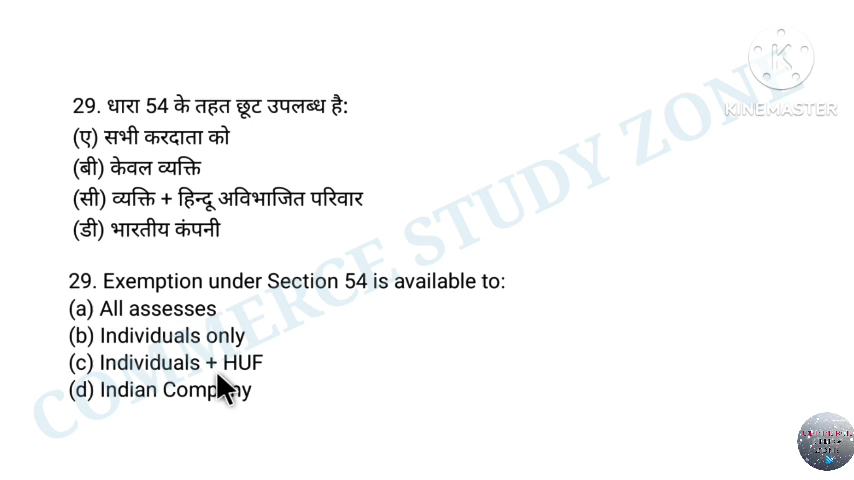 KINEMASTER
29. धारा 54 के तहत छूट उपलब्ध है:
(ए) सभी करदाता को
(बी) केवल व्यक्ति
(सी) व्यक्ति + हिन्दू अविभाजित परिवार
(डी) भारतीय कंपनी
29. Exemption under Section 54 is available to:
(a) All assesses
(b) Individuals only
(c) Individuals + HUF
(d) Indian Company
COMMERCE STUDY ZONE